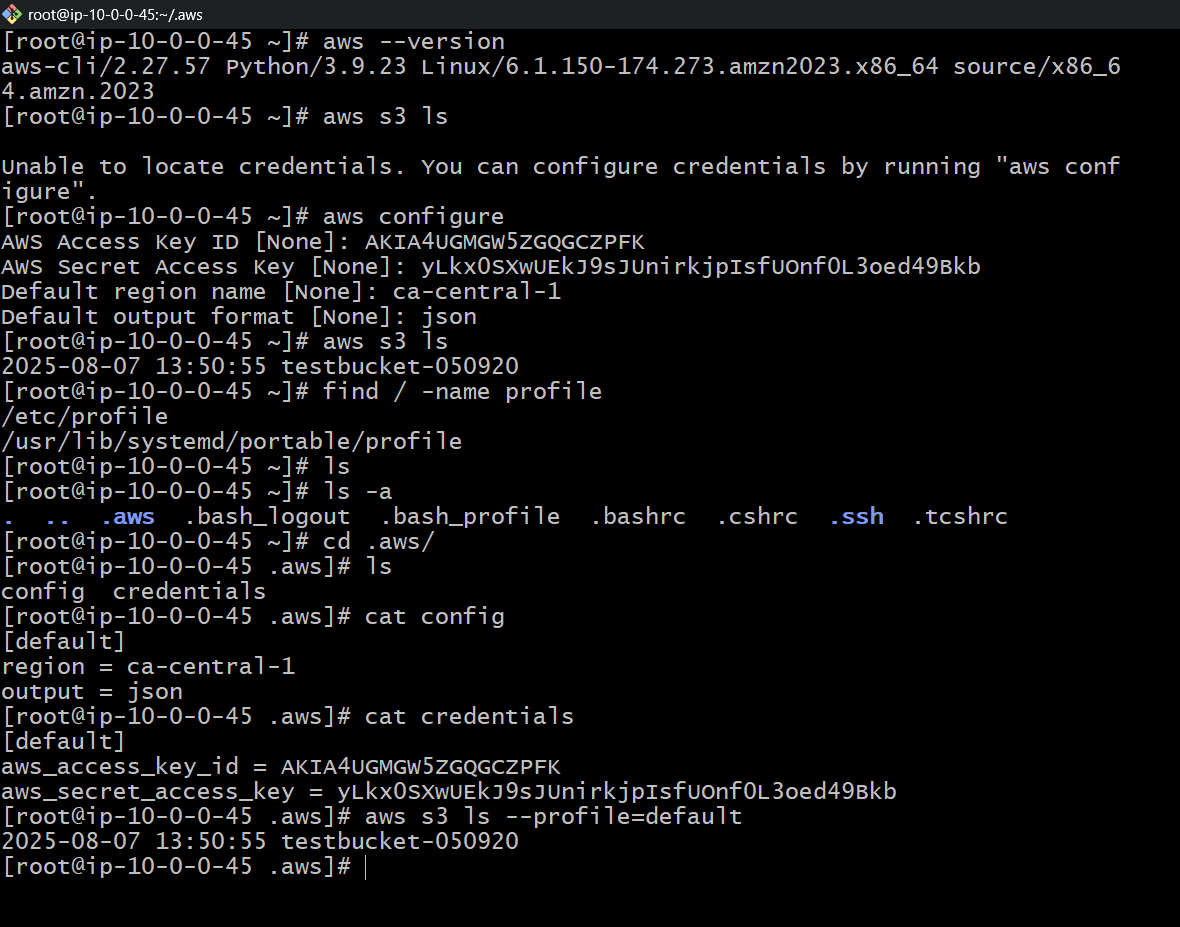 root@ip-10-0-0-45:~/.aws
[root@ip-10-0-0-45 ~]# aws --version
aws-cli/2.27.57 Python/3.9.23 Linux/6.1.150-174.273.amzn2023.x86_64 source/x86_6
4.amzn.2023
[root@ip-10-0-0-45 ~]# aws s3 ls
Unable to locate credentials. You can configure credentials by running "aws conf
igure".
[root@ip-10-0-0-45 ~]# aws configure
AWS Access Key ID [None]: AKIA4UGMGW5ZGQGCZPFK
AWS Secret Access Key [None]: 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
Default region name [None]: ca-central-1
Default output format [None]: json
[root@ip-10-0-0-45 ~]# aws s3 ls
2025-08-07 13:50:55 testbucket-050920
[root@ip-10-0-0-45 ~]# find / -name profile
/etc/profile
/usr/lib/systemd/portable/profile
[root@ip-10-0-0-45 ~]# ls
[root@ip-10-0-0-45 ~]# ls -a
.  ..  .aws  .bash_logout  .bash_profile  .bashrc  .cshrc  .ssh  .tcshrc
[root@ip-10-0-0-45 ~]# cd .aws/
[root@ip-10-0-0-45 .aws]# ls
config  credentials
[root@ip-10-0-0-45 .aws]# cat config
[default]
region = ca-central-1
output = json
[root@ip-10-0-0-45 .aws]# cat credentials
[default]
aws_access_key_id = AKIA4UGMGW5ZGQGCZPFK
aws_secret_access_key = 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
[root@ip-10-0-0-45 .aws]# aws s3 ls --profile=default
2025-08-07 13:50:55 testbucket-050920
[root@ip-10-0-0-45 .aws]#